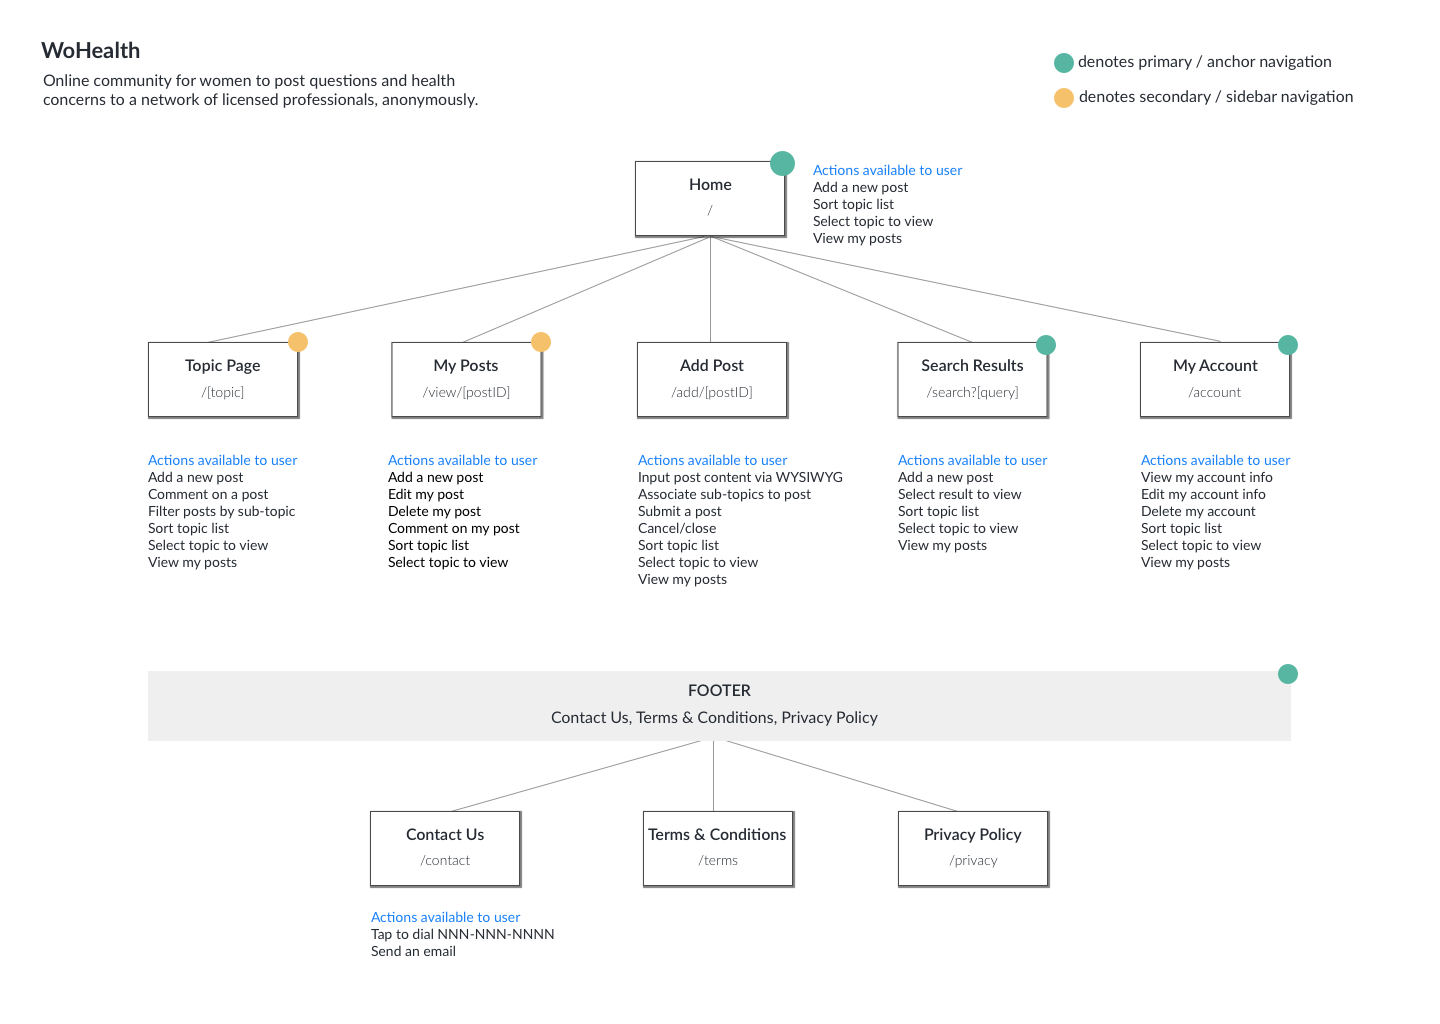 WoHealth
Online community for women to post questions and health
concerns to a network of licensed professionals, anonymously.
denotes primary / anchor navigation
denotes secondary / sidebar navigation
Home
/
Actions available to user
Add a new post
Sort topic list
Select topic to view
View my posts
Topic Page
/[topic]
My Posts
/view/[postID]
Add Post
/add/[postID]
Search Results
/search?[query]
My Account
/account
Actions available to user
Add a new post
Comment on a post
Filter posts by sub-topic
Sort topic list
Select topic to view
View my posts
Actions available to user
Add a new post
Edit my post
Delete my post
Comment on my post
Sort topic list
Select topic to view
Actions available to user
Input post content via WYSIWYG
Associate sub-topics to post
Submit a post
Cancel/close
Sort topic list
Select topic to view
View my posts
Actions available to user
Add a new post
Select result to view
Sort topic list
Select topic to view
View my posts
Actions available to user
View my account info
Edit my account info
Delete my account
Sort topic list
Select topic to view
View my posts
FOOTER
Contact Us, Terms & Conditions, Privacy Policy
Contact Us
/contact
Terms & Conditions
/terms
Privacy Policy
/privacy
Actions available to user
Tap to dial NNN-NNN-NNNN
Send an email